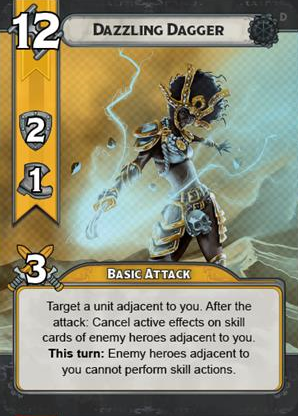 12
DAZZLING DAGGER
D
2
1
3
BASIC ATTACK
Target a unit adjacent to you. After the
attack: Cancel active effects on skill
cards of enemy heroes adjacent to you.
This turn: Enemy heroes adjacent to
you cannot perform skill actions.